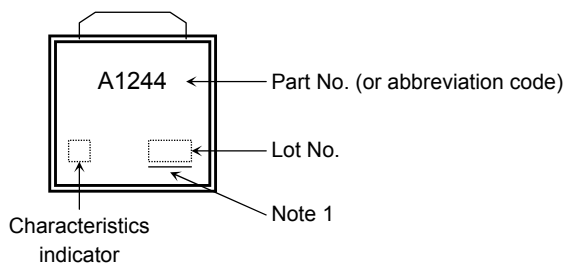 A1244
Part No. (or abbreviation code)
Lot No.
Note 1
Characteristics
indicator